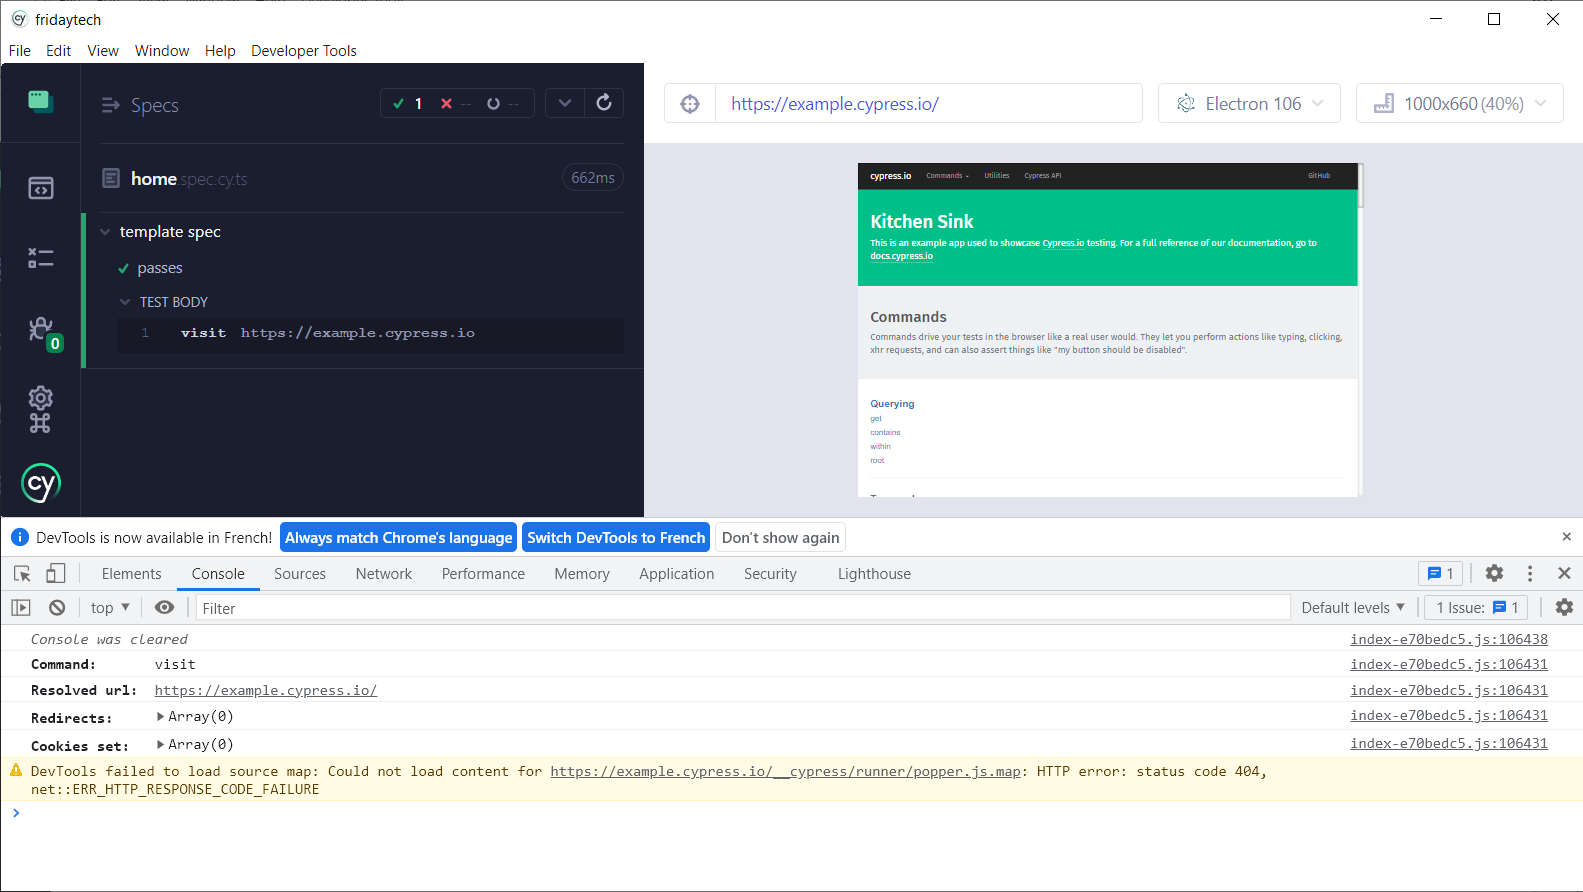 fridaytech
File Edit View Window Help Developer Tools
Specs
1 -- --
https://example.cypress.io/
Electron 106
1000x660 (40%)
home.spec.cy.ts
662ms
template spec
passes
TEST BODY
1 visit https://example.cypress.io
0
cy
cypress.io Commands Utilities Cypress API GitHub
Kitchen Sink
This is an example app used to showcase Cypress.io testing. For a full reference of our documentation, go to
docs.cypress.io
Commands
Commands drive your tests in the browser like a real user would. They let you perform actions like typing, clicking,
xhr requests, and can also assert things like "my button should be disabled".
Querying
get
contains
within
root
DevTools is now available in French! Always match Chrome's language Switch DevTools to French Don't show again
Elements Console Sources Network Performance Memory Application Security Lighthouse 1
top Filter Default levels 1 Issue: 1
Console was cleared index-e70bedc5.js:106438
Command: visit index-e70bedc5.js:106431
Resolved url: https://example.cypress.io/ index-e70bedc5.js:106431
Redirects: Array(0) index-e70bedc5.js:106431
Cookies set: Array(0) index-e70bedc5.js:106431
DevTools failed to load source map: Could not load content for https://example.cypress.io/__cypress/runner/popper.js.map: HTTP error: status code 404,
net::ERR_HTTP_RESPONSE_CODE_FAILURE